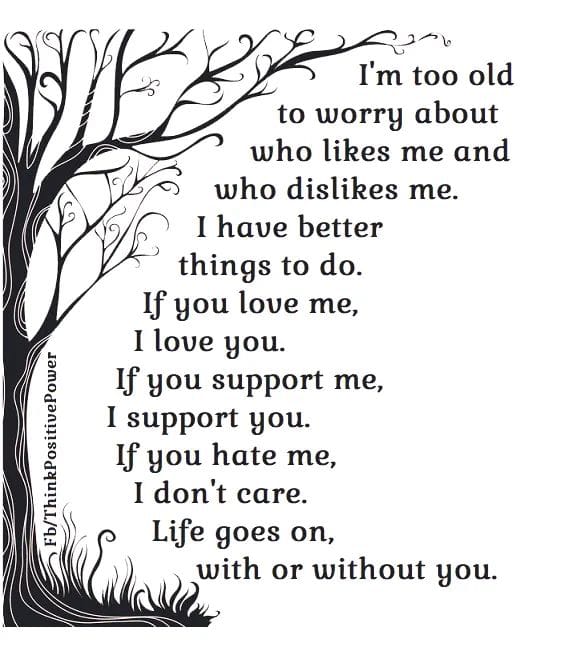 I'm too old
to worry about
who likes me and
who dislikes me.
I have better
things to do.
If you love me,
I love you.
If you support me,
I support you.
If you hate me,
I don't care.
Life goes on,
with or without you.
Fb/ThinkPositivePower